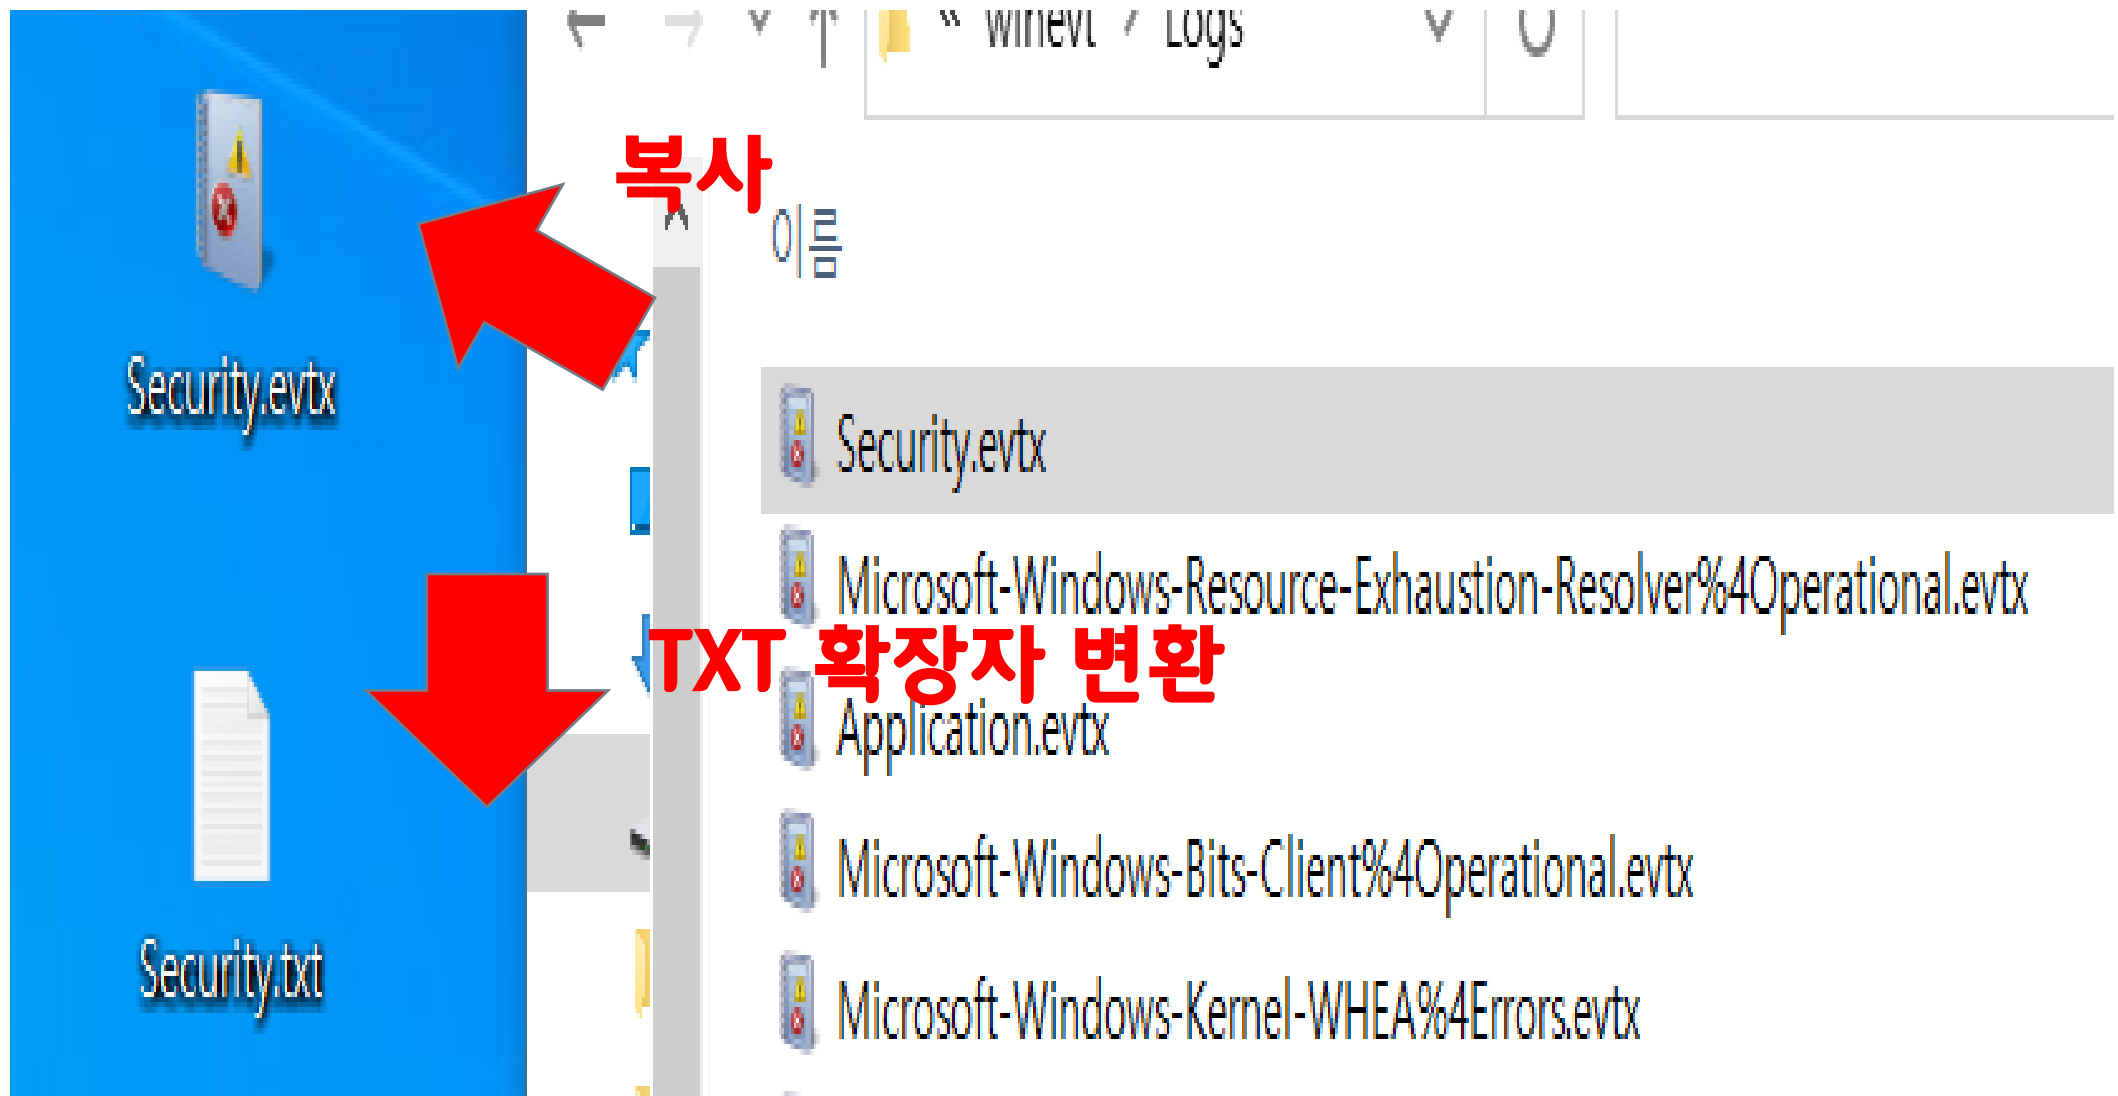 « winevt / Logs
복사
이름
Security.evtx
Security.evtx
Microsoft-Windows-Resource-Exhaustion-Resolver%4Operational.evtx
TXT 확장자 변환
Application.evtx
Microsoft-Windows-Bits-Client%4Operational.evtx
Security.txt
Microsoft-Windows-Kernel-WHEA%4Errors.evtx